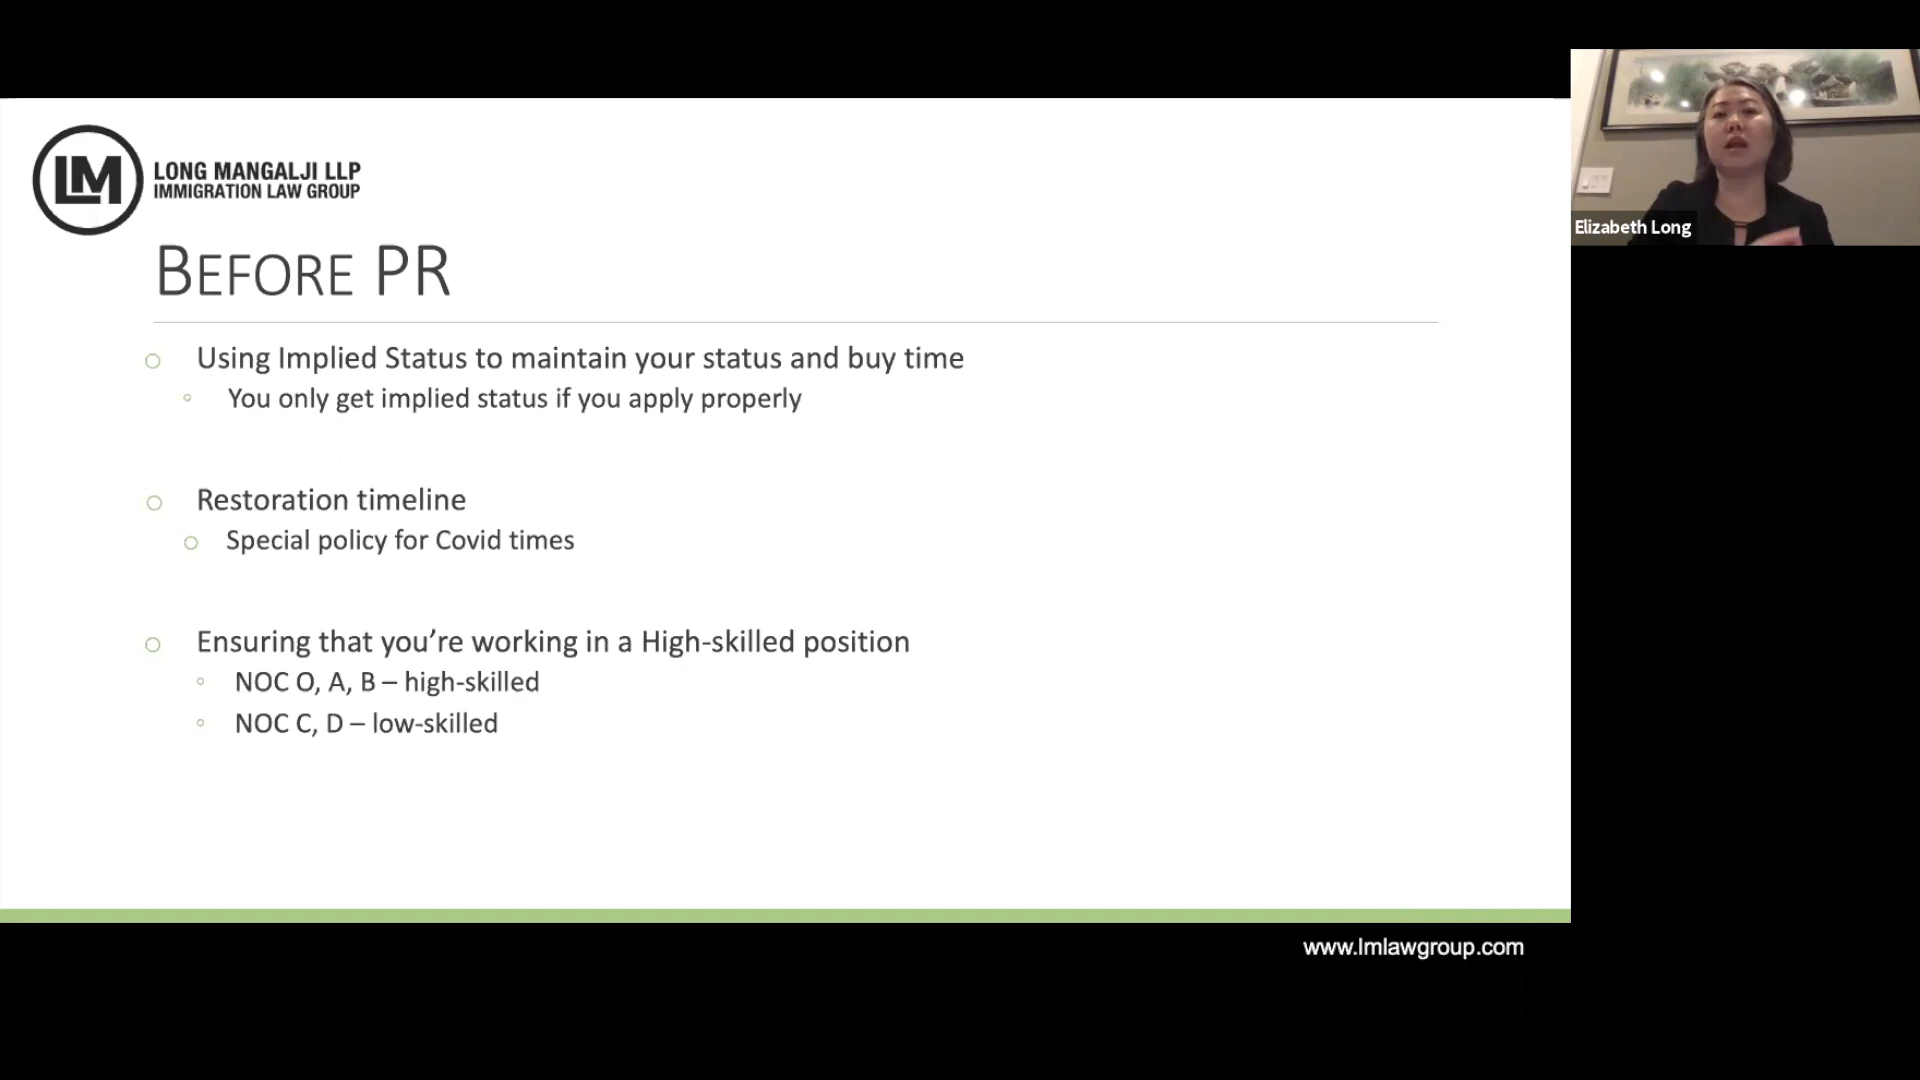 LM
LONG MANGALJI LLP
IMMIGRATION LAW GROUP
BEFORE PR
Using Implied Status to maintain your status and buy time
You only get implied status if you apply properly
Restoration timeline
Special policy for Covid times
Ensuring that you’re working in a High-skilled position
NOC O, A, B – high-skilled
NOC C, D – low-skilled
Elizabeth Long
www.lmlawgroup.com